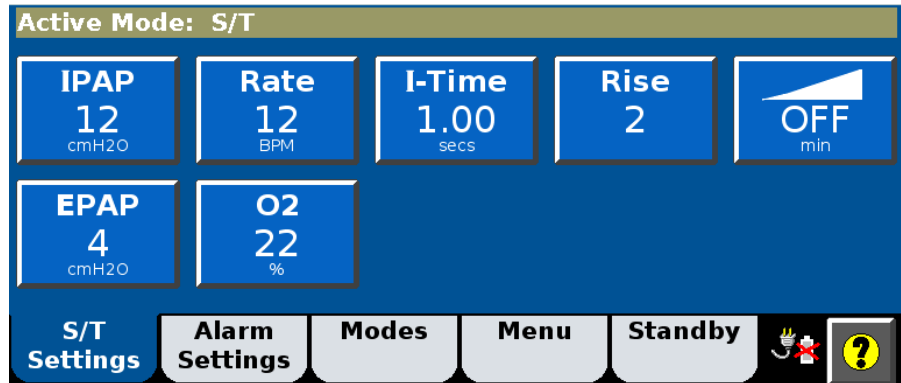 Active Mode: S/T
IPAP
12
cmH2O
Rate
12
BPM
I-Time
1.00
secs
Rise
2
OFF
min
EPAP
4
cmH2O
O2
22
%
S/T
Settings
Alarm
Settings
Modes
Menu
Standby
?